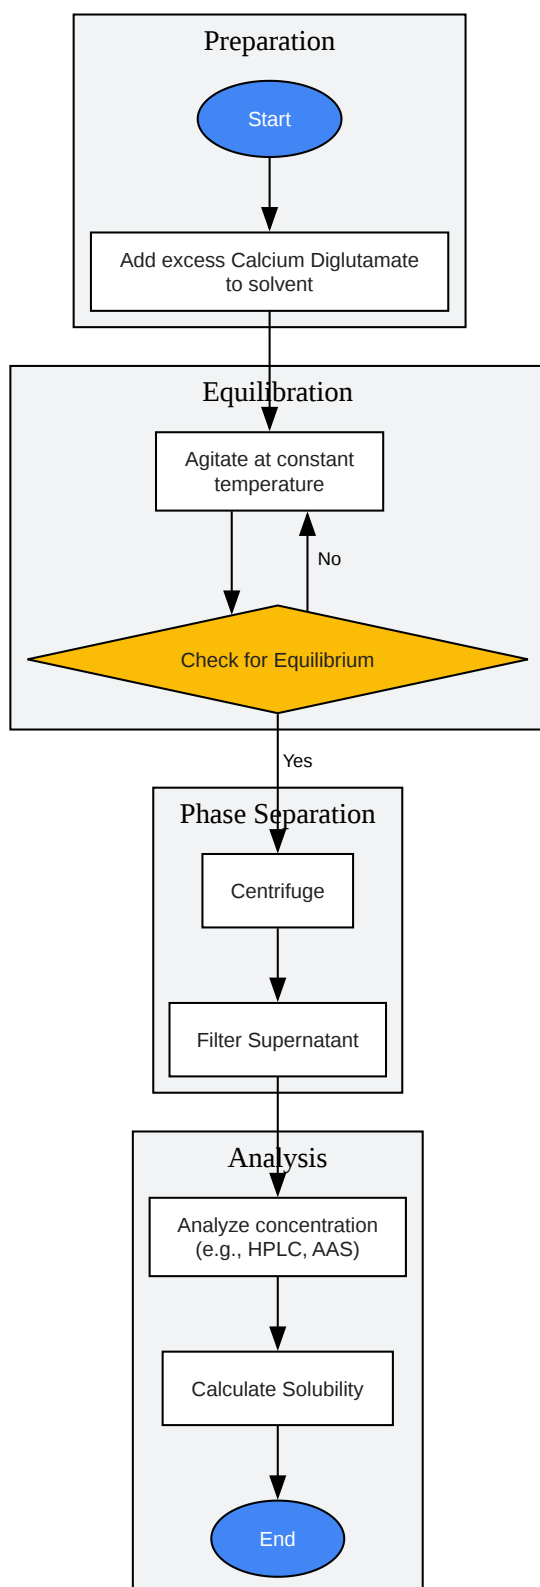 Preparation
Start
Add excess Calcium Diglutamate
to solvent
Equilibration
Agitate at constant
temperature
No
Check for Equilibrium
Yes
Phase Separation
Centrifuge
Filter Supernatant
Analysis
Analyze concentration
(e.g., HPLC, AAS)
Calculate Solubility
End